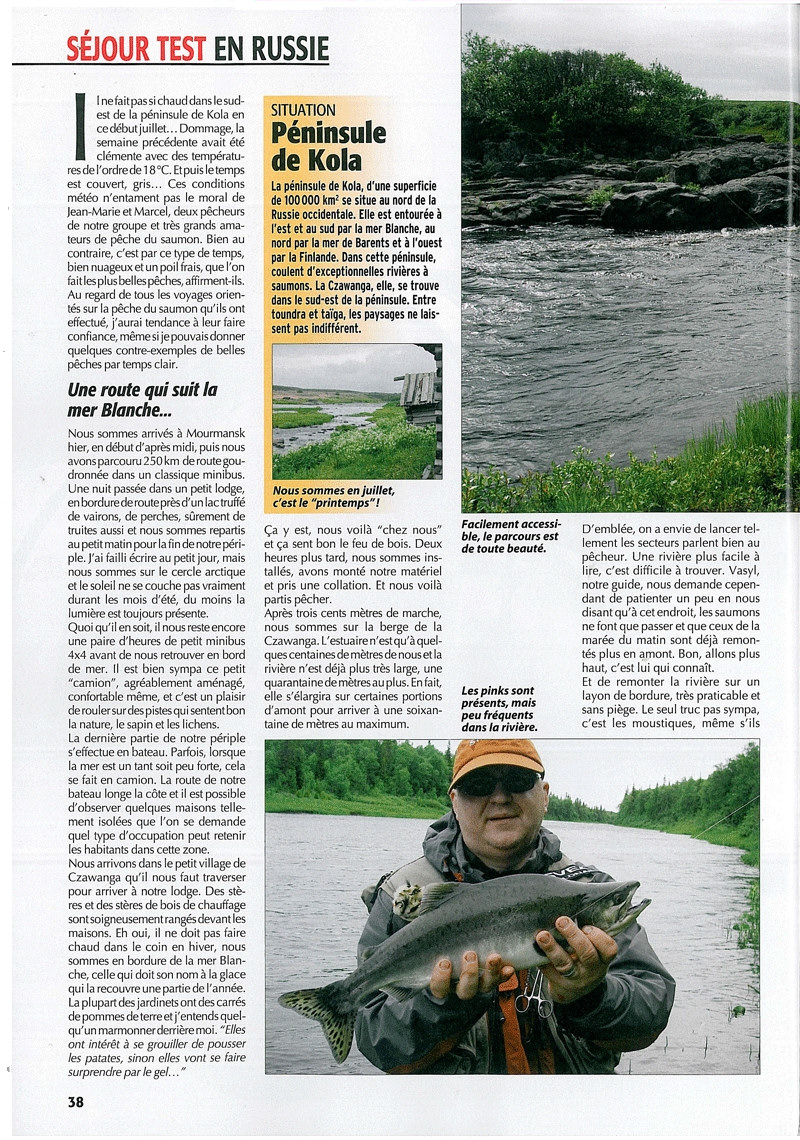 SÉJOUR TEST EN RUSSIE
Il ne fait pas si chaud dans le sud-
est de la péninsule de Kola en
ce début juillet… Dommage, la
semaine précédente avait été
clémente avec des températu-
res de l'ordre de 18 °C. Et puis le temps
est couvert, gris… Ces conditions
météo n'entament pas le moral de
Jean-Marie et Marcel, deux pêcheurs
de notre groupe et très grands ama-
teurs de pêche du saumon. Bien au
contraire, c'est par ce type de temps,
bien nuageux et un poil frais, que l'on
fait les plus belles pêches, affirment-ils.
Au regard de tous les voyages orien-
tés sur la pêche du saumon qu'ils ont
effectué, j'aurai tendance à leur faire
confiance, même si je pouvais donner
quelques contre-exemples de belles
pêches par temps clair.
Une route qui suit la
mer Blanche…
Nous sommes arrivés à Mourmansk
hier, en début d'après midi, puis nous
avons parcouru 250 km de route gou-
dronnée dans un classique minibus.
Une nuit passée dans un petit lodge,
en bordure de route près d'un lac truffé
de vairons, de perches, sûrement de
truites aussi et nous sommes repartis
au petit matin pour la fin de notre péri-
ple. J'ai failli écrire au petit jour, mais
nous sommes sur le cercle arctique
et le soleil ne se couche pas vraiment
durant les mois d'été, du moins la
lumière est toujours présente.
Quoi qu'il en soit, il nous reste encore
une paire d'heures de petit minibus
4x4 avant de nous retrouver en bord
de mer. Il est bien sympa ce petit
"camion", agréablement aménagé,
confortable même, et c'est un plaisir
de rouler sur des pistes qui sentent bon
la nature, le sapin et les lichens.
La dernière partie de notre périple
s'effectue en bateau. Parfois, lorsque
la mer est un tant soit peu forte, cela
se fait en camion. La route de notre
bateau longe la côte et il est possible
d'observer quelques maisons telle-
ment isolées que l'on se demande
quel type d'occupation peut retenir
les habitants dans cette zone.
Nous arrivons dans le petit village de
Czawanga qu'il nous faut traverser
pour arriver à notre lodge. Des stè-
res et des stères de bois de chauffage
sont soigneusement rangés devant les
maisons. Eh oui, il ne doit pas faire
chaud dans le coin en hiver, nous
sommes en bordure de la mer Blan-
che, celle qui doit son nom à la glace
qui la recouvre une partie de l'année.
La plupart des jardinets ont des carrés
de pommes de terre et j'entends quel-
qu'un marmonner derrière moi. "Elles
ont intérêt à se grouiller de pousser
les patates, sinon elles vont se faire
surprendre par le gel…"
SITUATION
Péninsule
de Kola
La péninsule de Kola, d'une superficie
de 100 000 km² se situe au nord de la
Russie occidentale. Elle est entourée à
l'est et au sud par la mer Blanche, au
nord par la mer de Barents et à l'ouest
par la Finlande. Dans cette péninsule,
coulent d'exceptionnelles rivières à
saumons. La Czawanga, elle, se trouve
dans le sud-est de la péninsule. Entre
toundra et taïga, les paysages ne lais-
sent pas indifférent.
Nous sommes en juillet,
c'est le "printemps" !
Ça y est, nous voilà "chez nous"
et ça sent bon le feu de bois. Deux
heures plus tard, nous sommes ins-
tallés, avons monté notre matériel
et pris une collation. Et nous voilà
partis pêcher.
Après trois cents mètres de marche,
nous sommes sur la berge de la
Czawanga. L'estuaire n'est qu'à quel-
ques centaines de mètres de nous et la
rivière n'est déjà plus très large, une
quarantaine de mètres au plus. En fait,
elle s'élargira sur certaines portions
d'amont pour arriver à une soixan-
taine de mètres au maximum.
Facilement accessi-
ble, le parcours est
de toute beauté.
Les pinks sont
présents, mais
peu fréquents
dans la rivière.
D'emblée, on a envie de lancer tel-
lement les secteurs parlent bien au
pêcheur. Une rivière plus facile à
lire, c'est difficile à trouver. Vasyl,
notre guide, nous demande cepen-
dant de patienter un peu en nous
disant qu'à cet endroit, les saumons
ne font que passer et que ceux de la
marée du matin sont déjà remon-
tés plus en amont. Bon, allons plus
haut, c'est lui qui connaît.
Et de remonter la rivière sur un
layon de bordure, très praticable et
sans piège. Le seul truc pas sympa,
c'est les moustiques, même s'ils
38